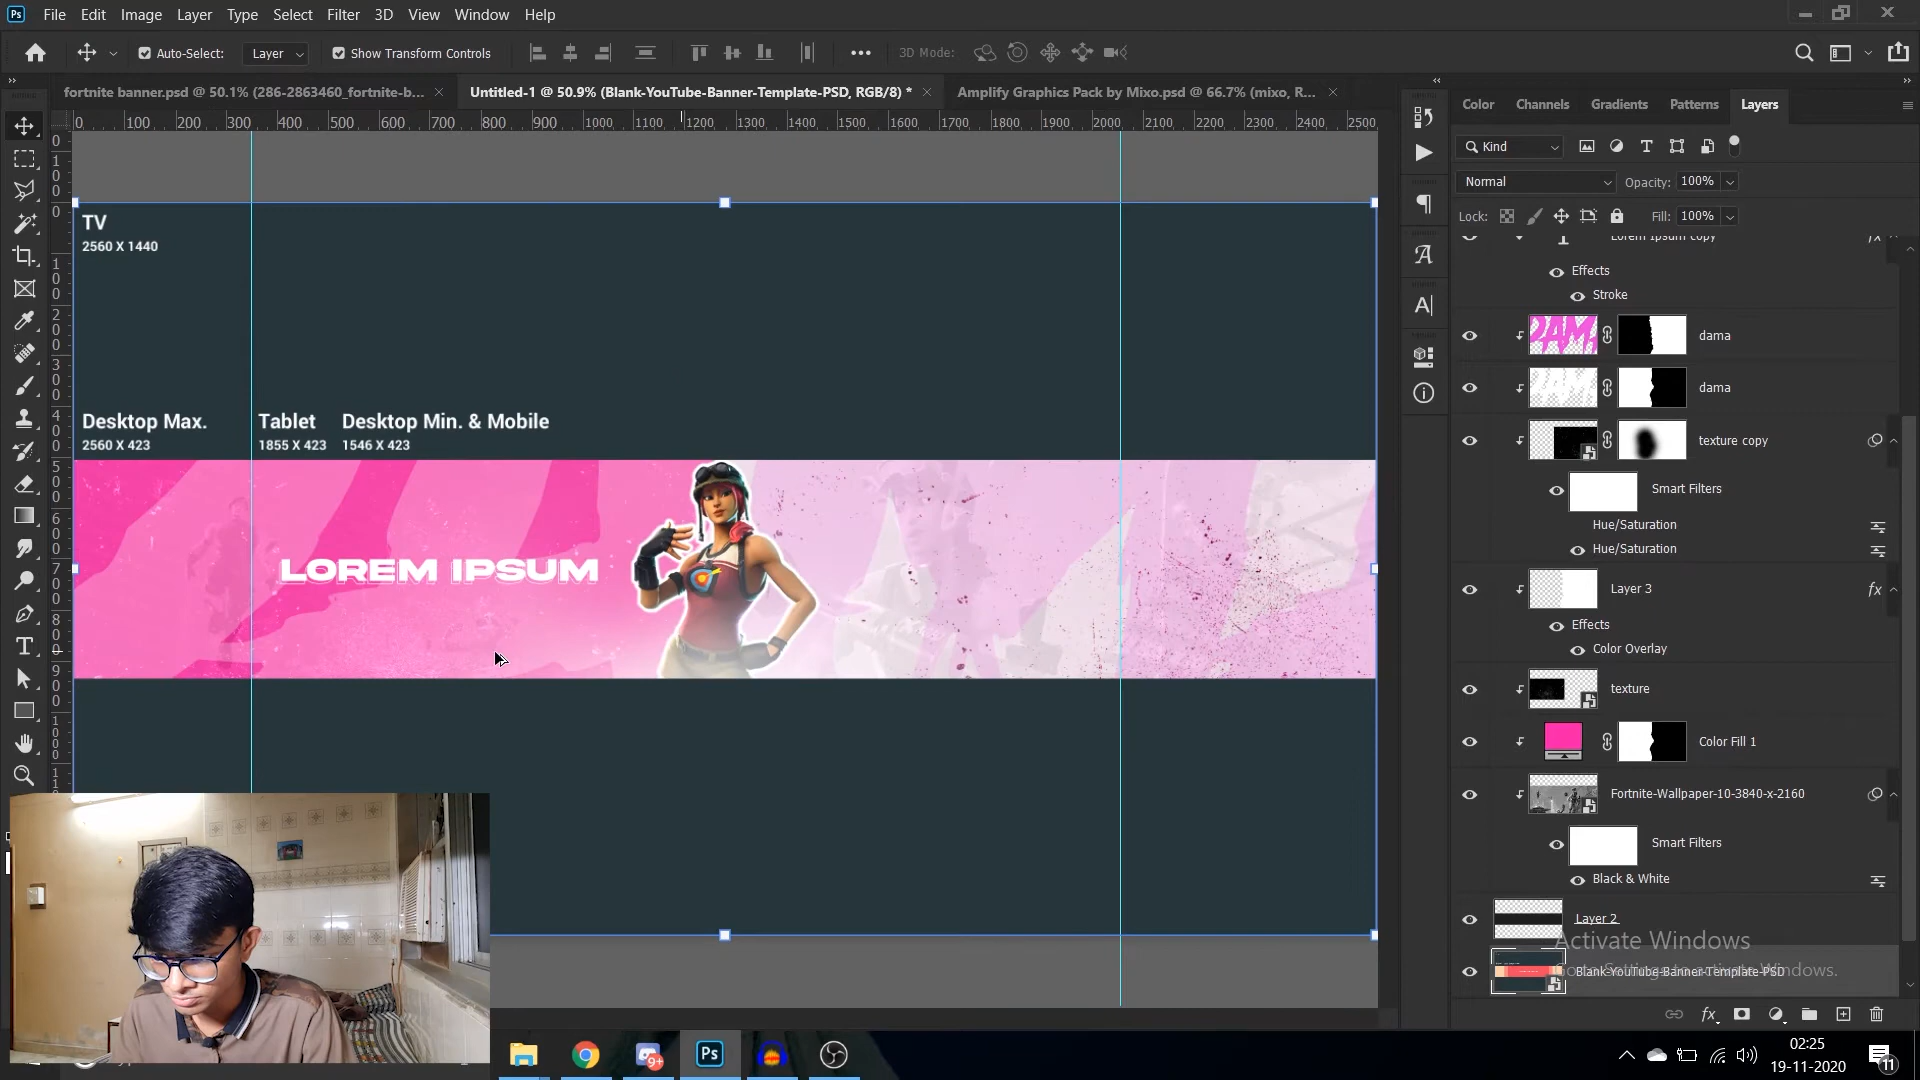 File Edit Image Layer Type Select Filter 3D View Window Help
Auto-Select: Layer Show Transform Controls 3D Mode:
fortnite banner.psd @ 50.1% (286-2863460_fortnite-b...
Untitled-1 @ 50.9% (Blank-YouTube-Banner-Template-PSD, RGB/8) *
Amplify Graphics Pack by Mixo.psd @ 66.7% (mixo, R...
0 100 200 300 400 500 600 700 800 900 1000 1100 1200 1300 1400 1500 1600 1700 1800 1900 2000 2100 2200 2300 2400 2500
TV
2560 X 1440
Desktop Max. Tablet Desktop Min. & Mobile
2560 X 423 1855 X 423 1546 X 423
LOREM IPSUM
Color Channels Gradients Patterns Layers
Kind
Normal Opacity: 100%
Lock: Fill: 100%
Lorem Ipsum copy fx
Effects
Stroke
dama
dama
texture copy
Smart Filters
Hue/Saturation
Hue/Saturation
Layer 3 fx
Effects
Color Overlay
texture
Color Fill 1
Fortnite-Wallpaper-10-3840-x-2160
Smart Filters
Black & White
Layer 2
Activate Windows
Blank-YouTube-Banner-Template-PSD
Go to Settings to activate Windows.
fx
Ps
9+
02:25
19-11-2020
11